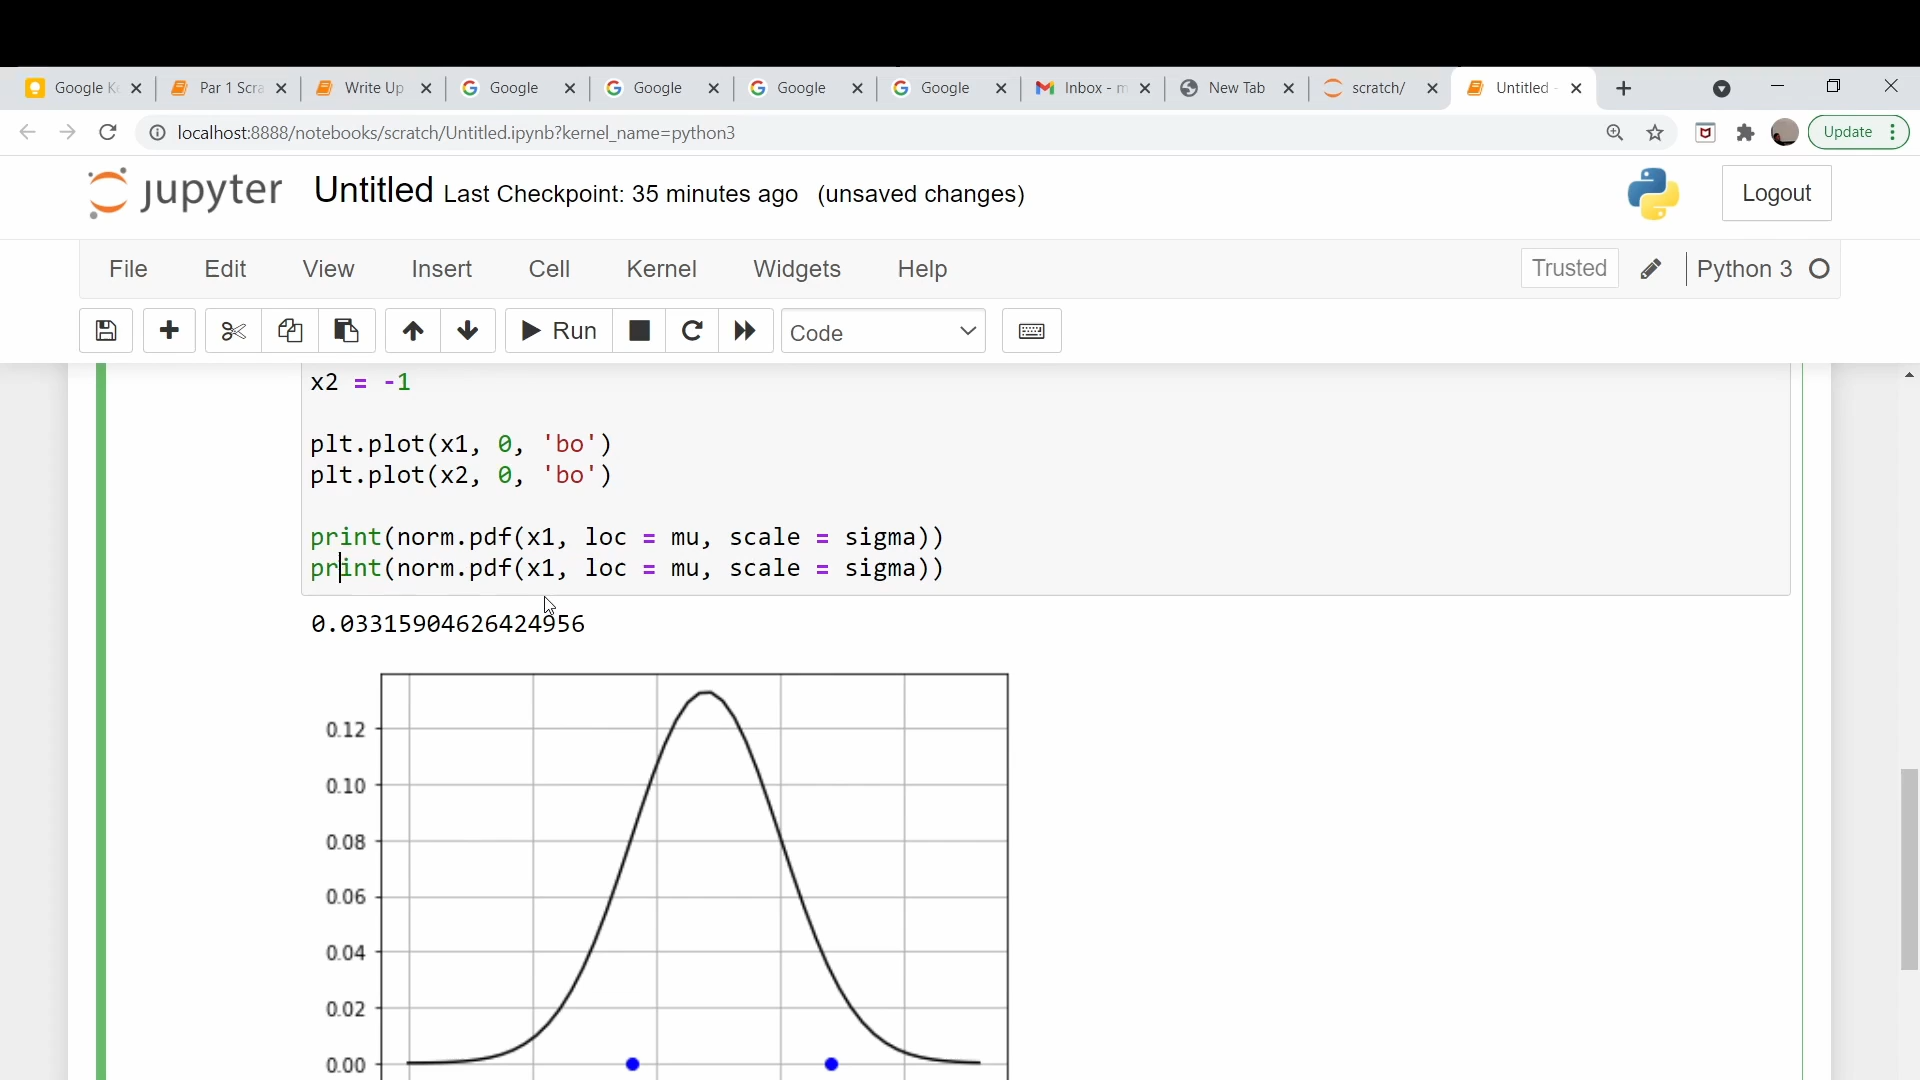 Google K
Par 1 Scra
Write Up
Google
Google
Google
Google
Inbox - m
New Tab
scratch/
Untitled -
localhost:8888/notebooks/scratch/Untitled.ipynb?kernel_name=python3
Update
jupyter Untitled Last Checkpoint: 35 minutes ago (unsaved changes)
Logout
File Edit View Insert Cell Kernel Widgets Help
Trusted
Python 3
Run
Code
x2 = -1
plt.plot(x1, 0, 'bo')
plt.plot(x2, 0, 'bo')
print(norm.pdf(x1, loc = mu, scale = sigma))
print(norm.pdf(x1, loc = mu, scale = sigma))
0.03315904626424956
0.12
0.10
0.08
0.06
0.04
0.02
0.00